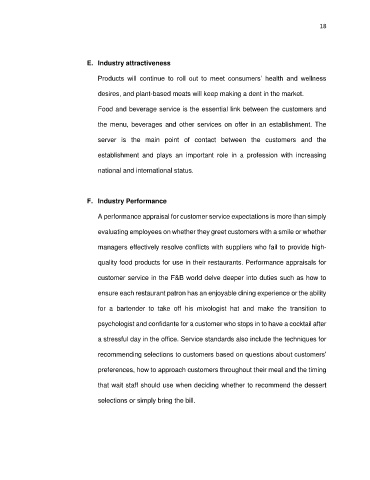 18
E. Industry attractiveness
Products will continue to roll out to meet consumers' health and wellness
desires, and plant-based meats will keep making a dent in the market.
Food and beverage service is the essential link between the customers and
the menu, beverages and other services on offer in an establishment. The
server is the main point of contact between the customers and the
establishment and plays an important role in a profession with increasing
national and international status.
F. Industry Performance
A performance appraisal for customer service expectations is more than simply
evaluating employees on whether they greet customers with a smile or whether
managers effectively resolve conflicts with suppliers who fail to provide high-
quality food products for use in their restaurants. Performance appraisals for
customer service in the F&B world delve deeper into duties such as how to
ensure each restaurant patron has an enjoyable dining experience or the ability
for a bartender to take off his mixologist hat and make the transition to
psychologist and confidante for a customer who stops in to have a cocktail after
a stressful day in the office. Service standards also include the techniques for
recommending selections to customers based on questions about customers'
preferences, how to approach customers throughout their meal and the timing
that wait staff should use when deciding whether to recommend the dessert
selections or simply bring the bill.